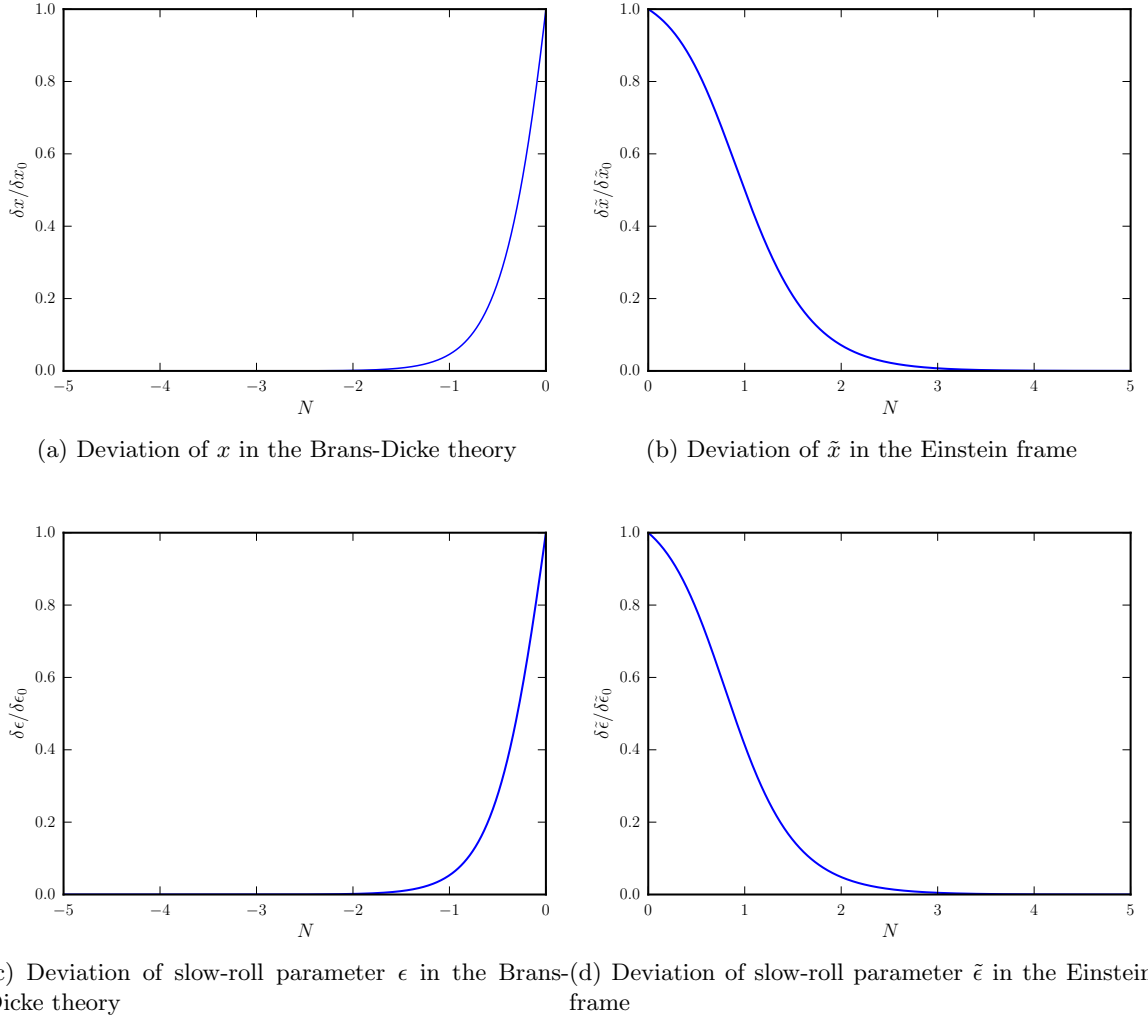 1.0
0.8
0.6
0.4
0.2
0.0
δx/δx₀
−5 −4 −3 −2 −1 0
N
(a) Deviation of x in the Brans-Dicke theory
1.0
0.8
0.6
0.4
0.2
0.0
δx̃/δx̃₀
0 1 2 3 4 5
N
(b) Deviation of x̃ in the Einstein frame
1.0
0.8
0.6
0.4
0.2
0.0
δϵ/δϵ₀
−5 −4 −3 −2 −1 0
N
c) Deviation of slow-roll parameter ϵ in the Brans-
Dicke theory
1.0
0.8
0.6
0.4
0.2
0.0
δϵ̃/δϵ̃₀
0 1 2 3 4 5
N
(d) Deviation of slow-roll parameter ϵ̃ in the Einstein
frame